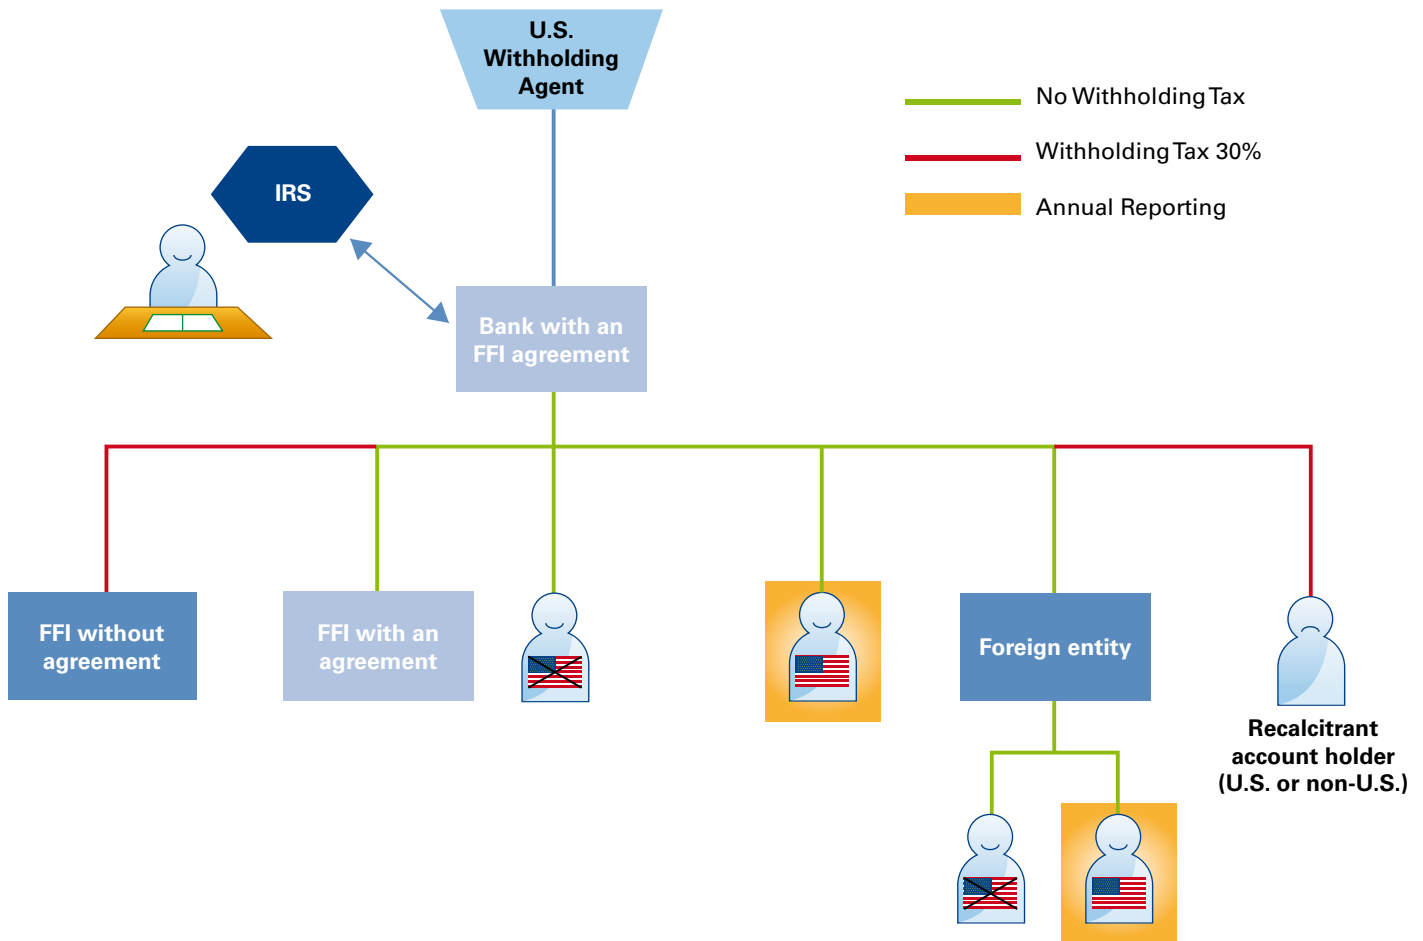 U.S.
Withholding
Agent
No Withholding Tax
Withholding Tax 30%
Annual Reporting
IRS
Bank with an
FFI agreement
FFI without
agreement
FFI with an
agreement
Foreign entity
Recalcitrant
account holder
(U.S. or non-U.S.)